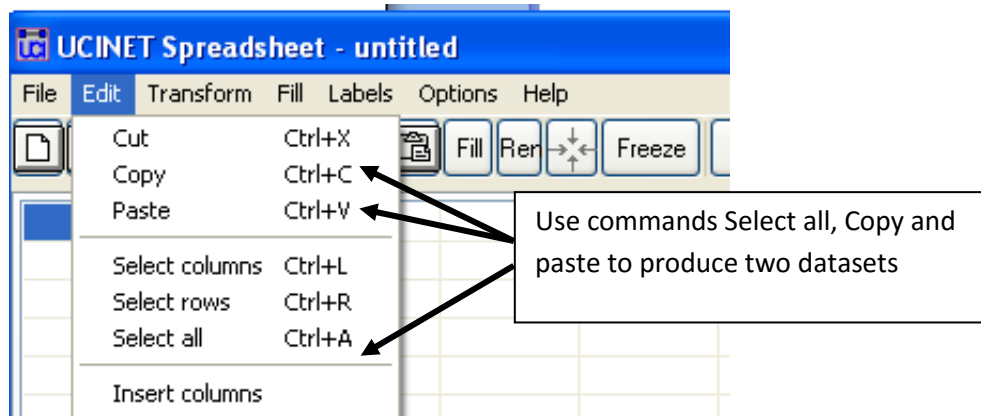 UCINET Spreadsheet - untitled
File Edit Transform Fill Labels Options Help
Fill Ren Freeze
Cut Ctrl+X
Copy Ctrl+C
Paste Ctrl+V
Select columns Ctrl+L
Select rows Ctrl+R
Select all Ctrl+A
Insert columns
Use commands Select all, Copy and
paste to produce two datasets